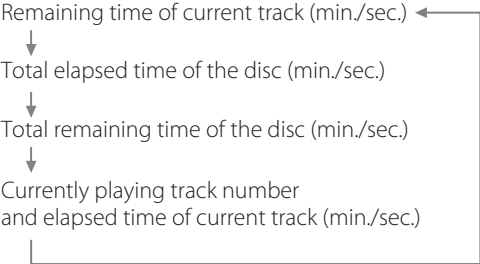 Remaining time of current track (min./sec.)
Total elapsed time of the disc (min./sec.)
Total remaining time of the disc (min./sec.)
Currently playing track number
and elapsed time of current track (min./sec.)